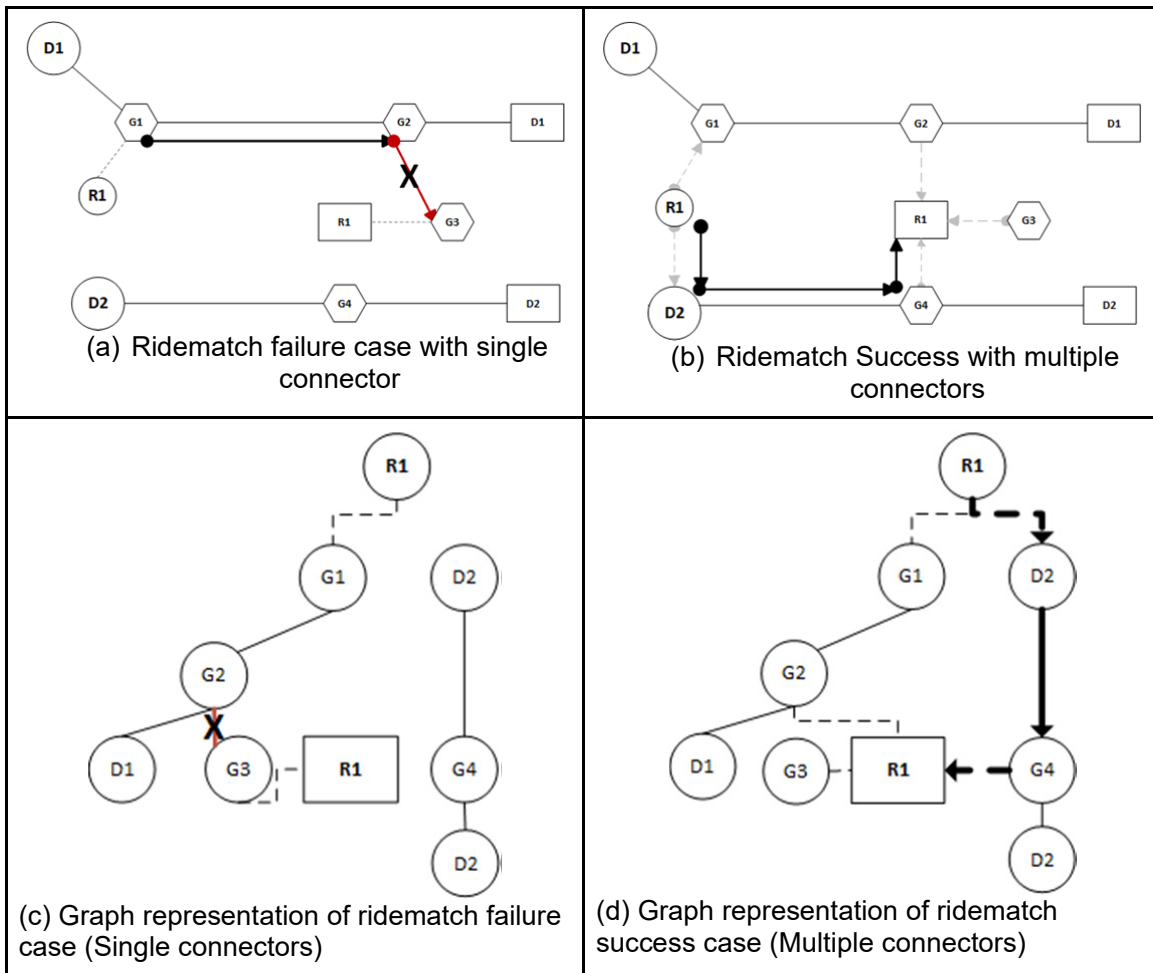 D1
G1
G2
D1
X
R1
R1
G3
D2
G4
D2
(a) Ridematch failure case with single
connector
D1
G1
G2
D1
R1
R1
G3
D2
G4
D2
(b) Ridematch Success with multiple
connectors
R1
G1
D2
G2
X
D1
G3
R1
G4
D2
(c) Graph representation of ridematch failure
case (Single connectors)
R1
G1
D2
G2
D1
G3
R1
G4
D2
(d) Graph representation of ridematch
success case (Multiple connectors)